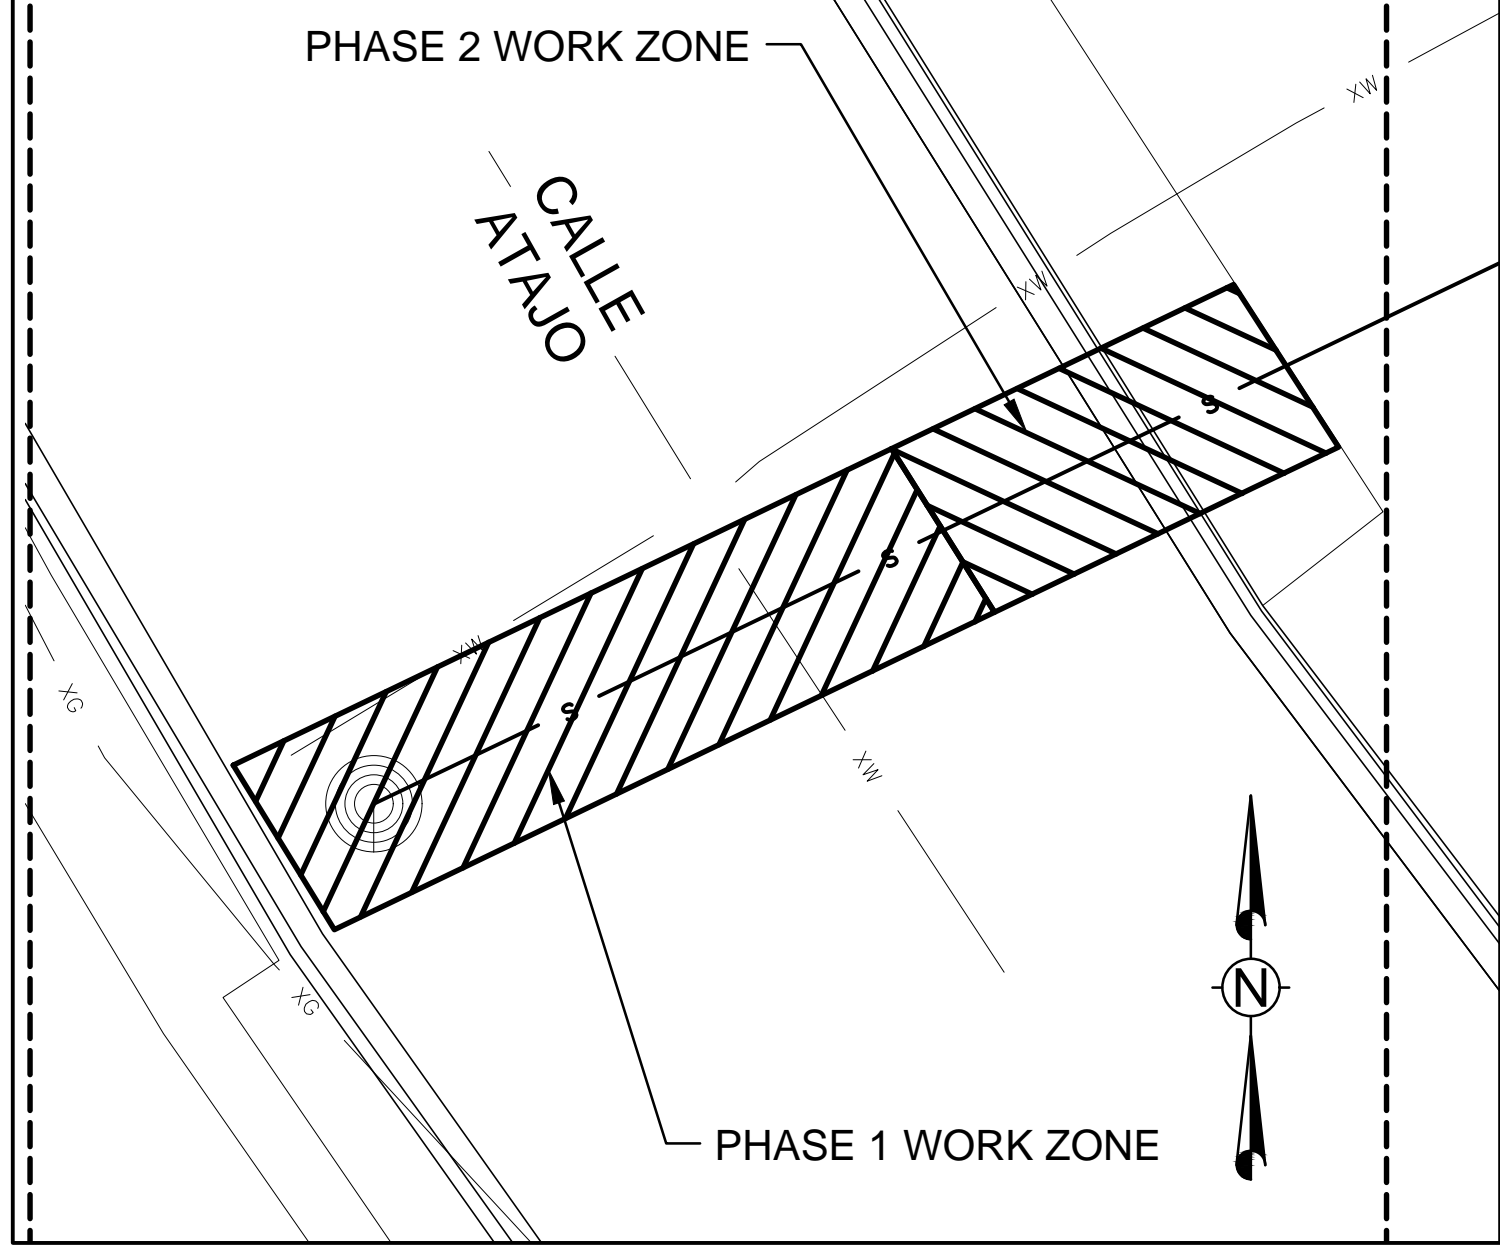 PHASE 2 WORK ZONE
XW
CALLE
ATAJO
XW
S
S
XW
S
XG
XW
XG
N
PHASE 1 WORK ZONE